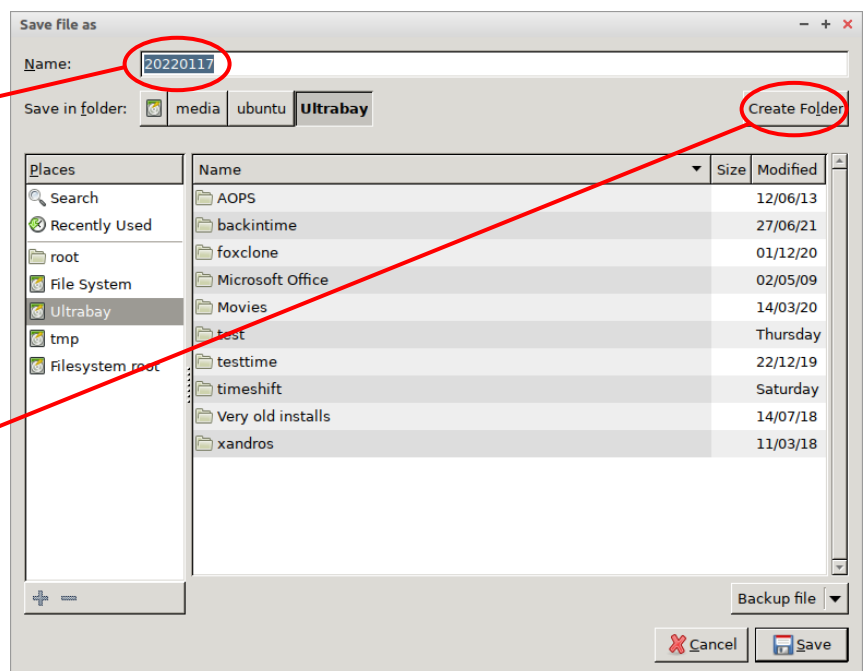 Save file as
Name: 20220117
Save in folder: media ubuntu Ultrabay Create Folder
Places Name Size Modified
Search AOPS 12/06/13
Recently Used backintime 27/06/21
root foxclone 01/12/20
File System Microsoft Office 02/05/09
Ultrabay Movies 14/03/20
tmp test Thursday
Filesystem root testtime 22/12/19
timeshift Saturday
Very old installs 14/07/18
xandros 11/03/18
Backup file
Cancel Save